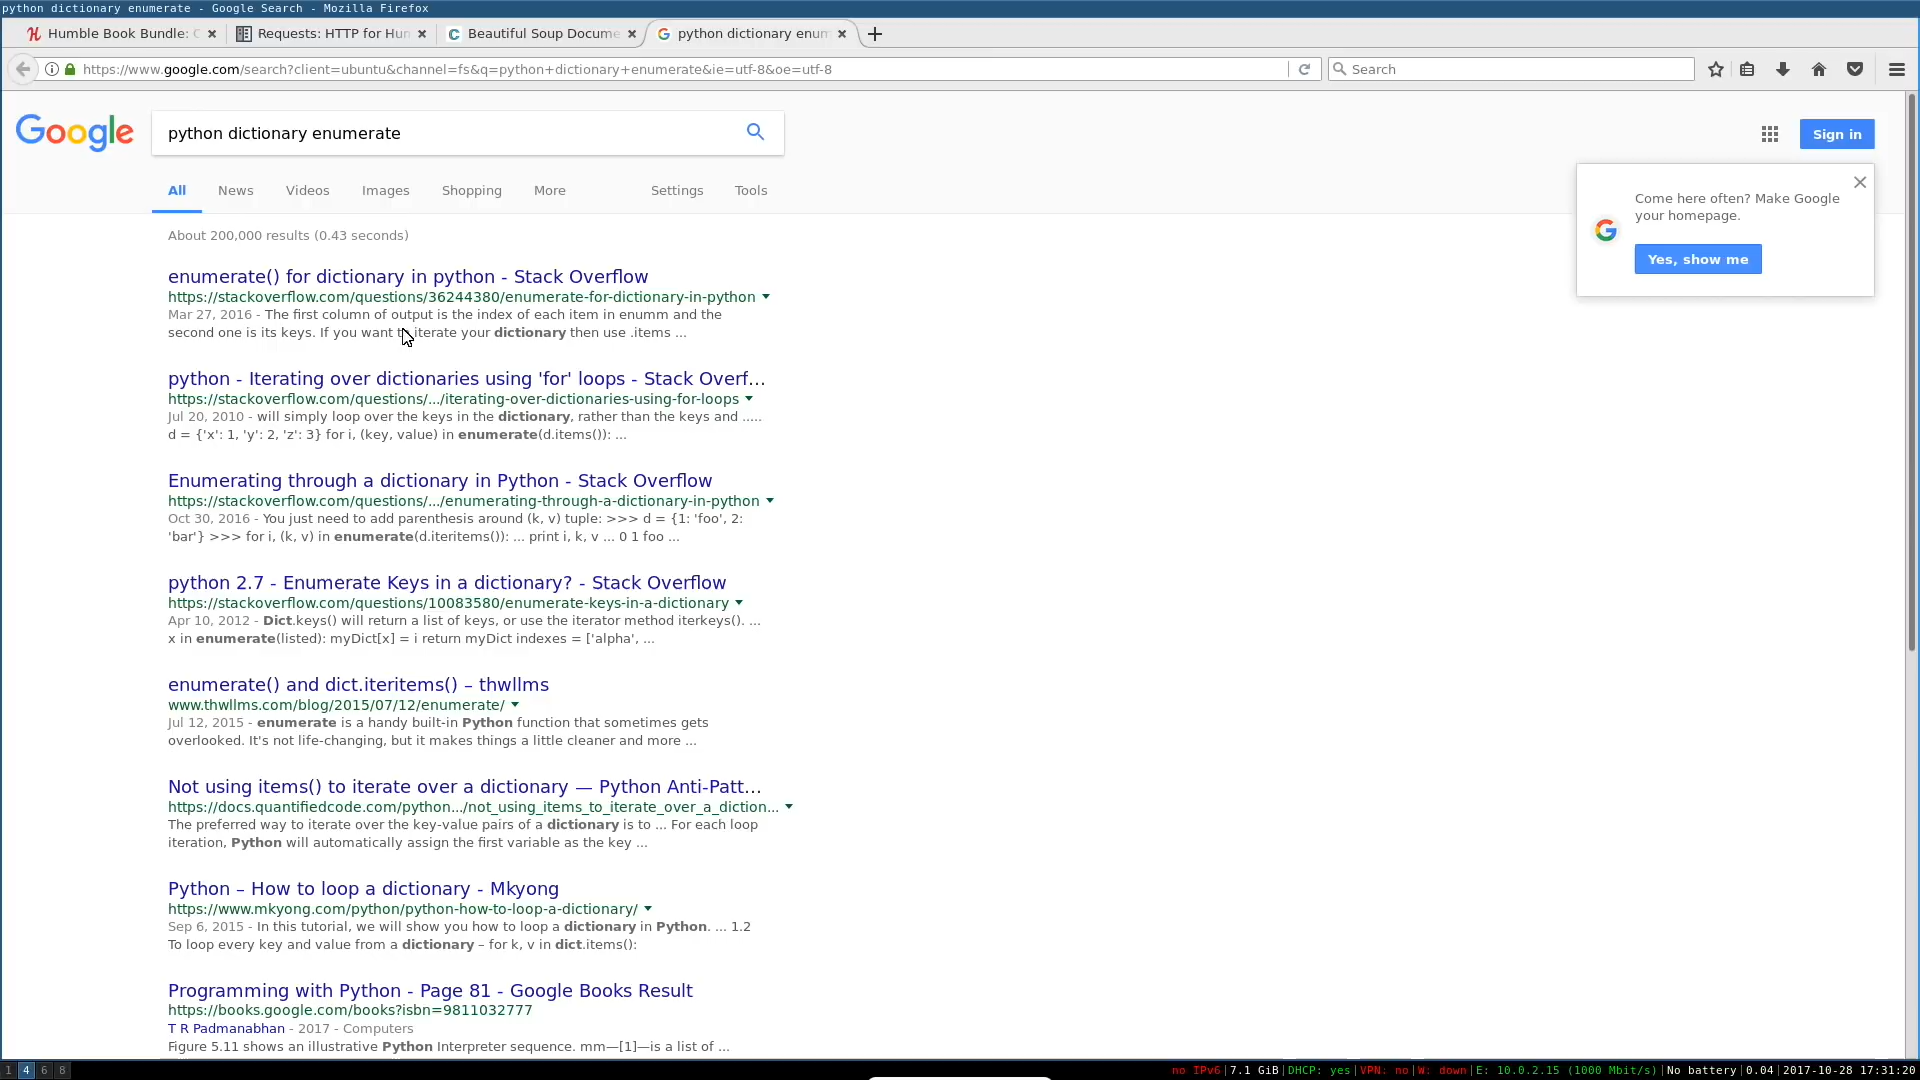 python dictionary enumerate - Google Search - Mozilla Firefox
Humble Book Bundle: C
Requests: HTTP for Hum
Beautiful Soup Docume
python dictionary enum
https://www.google.com/search?client=ubuntu&channel=fs&q=python+dictionary+enumerate&ie=utf-8&oe=utf-8
Search
Google
python dictionary enumerate
Sign in
All News Videos Images Shopping More Settings Tools
Come here often? Make Google
your homepage.
Yes, show me
About 200,000 results (0.43 seconds)
enumerate() for dictionary in python - Stack Overflow
https://stackoverflow.com/questions/36244380/enumerate-for-dictionary-in-python
Mar 27, 2016 - The first column of output is the index of each item in enumm and the
second one is its keys. If you want to iterate your dictionary then use .items ...
python - Iterating over dictionaries using 'for' loops - Stack Overf...
https://stackoverflow.com/questions/.../iterating-over-dictionaries-using-for-loops
Jul 20, 2010 - will simply loop over the keys in the dictionary, rather than the keys and .....
d = {'x': 1, 'y': 2, 'z': 3} for i, (key, value) in enumerate(d.items()): ...
Enumerating through a dictionary in Python - Stack Overflow
https://stackoverflow.com/questions/.../enumerating-through-a-dictionary-in-python
Oct 30, 2016 - You just need to add parenthesis around (k, v) tuple: >>> d = {1: 'foo', 2:
'bar'} >>> for i, (k, v) in enumerate(d.iteritems()): ... print i, k, v ... 0 1 foo ...
python 2.7 - Enumerate Keys in a dictionary? - Stack Overflow
https://stackoverflow.com/questions/10083580/enumerate-keys-in-a-dictionary
Apr 10, 2012 - Dict.keys() will return a list of keys, or use the iterator method iterkeys(). ...
x in enumerate(listed): myDict[x] = i return myDict indexes = ['alpha', ...
enumerate() and dict.iteritems() – thwllms
www.thwllms.com/blog/2015/07/12/enumerate/
Jul 12, 2015 - enumerate is a handy built-in Python function that sometimes gets
overlooked. It's not life-changing, but it makes things a little cleaner and more ...
Not using items() to iterate over a dictionary — Python Anti-Patt...
https://docs.quantifiedcode.com/python.../not_using_items_to_iterate_over_a_diction...
The preferred way to iterate over the key-value pairs of a dictionary is to ... For each loop
iteration, Python will automatically assign the first variable as the key ...
Python – How to loop a dictionary - Mkyong
https://www.mkyong.com/python/python-how-to-loop-a-dictionary/
Sep 6, 2015 - In this tutorial, we will show you how to loop a dictionary in Python. ... 1.2
To loop every key and value from a dictionary – for k, v in dict.items():
Programming with Python - Page 81 - Google Books Result
https://books.google.com/books?isbn=9811032777
T R Padmanabhan - 2017 - Computers
Figure 5.11 shows an illustrative Python Interpreter sequence. mm—[1]—is a list of ...
1 4 6 8
no IPv6|7.1 GiB|DHCP: yes|VPN: no|W: down|E: 10.0.2.15 (1000 Mbit/s)|No battery|0.04|2017-10-28 17:31:20